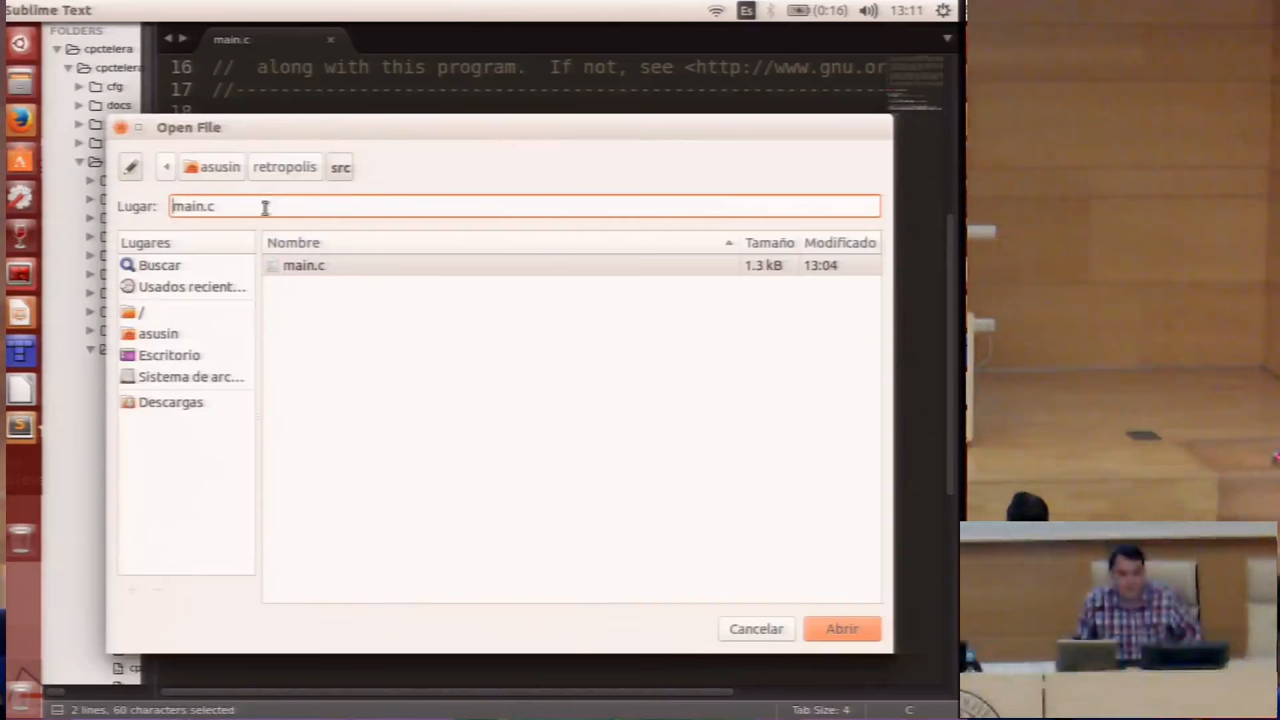 Sublime Text
Es
(0:16)
13:11
FOLDERS
cpctelera
cpctelera
cfg
docs
main.c
16 // along with this program. If not, see <http://www.gnu.or
17 //------------------------------------------------------
18
Open File
asusin
retropolis
src
Lugar:
main.c
Lugares
Buscar
Usados recient...
/
asusin
Escritorio
Sistema de arc...
Descargas
Nombre
Tamaño
Modificado
main.c
1.3 kB
13:04
Cancelar
Abrir
cp
2 lines, 60 characters selected
Tab Size: 4
C